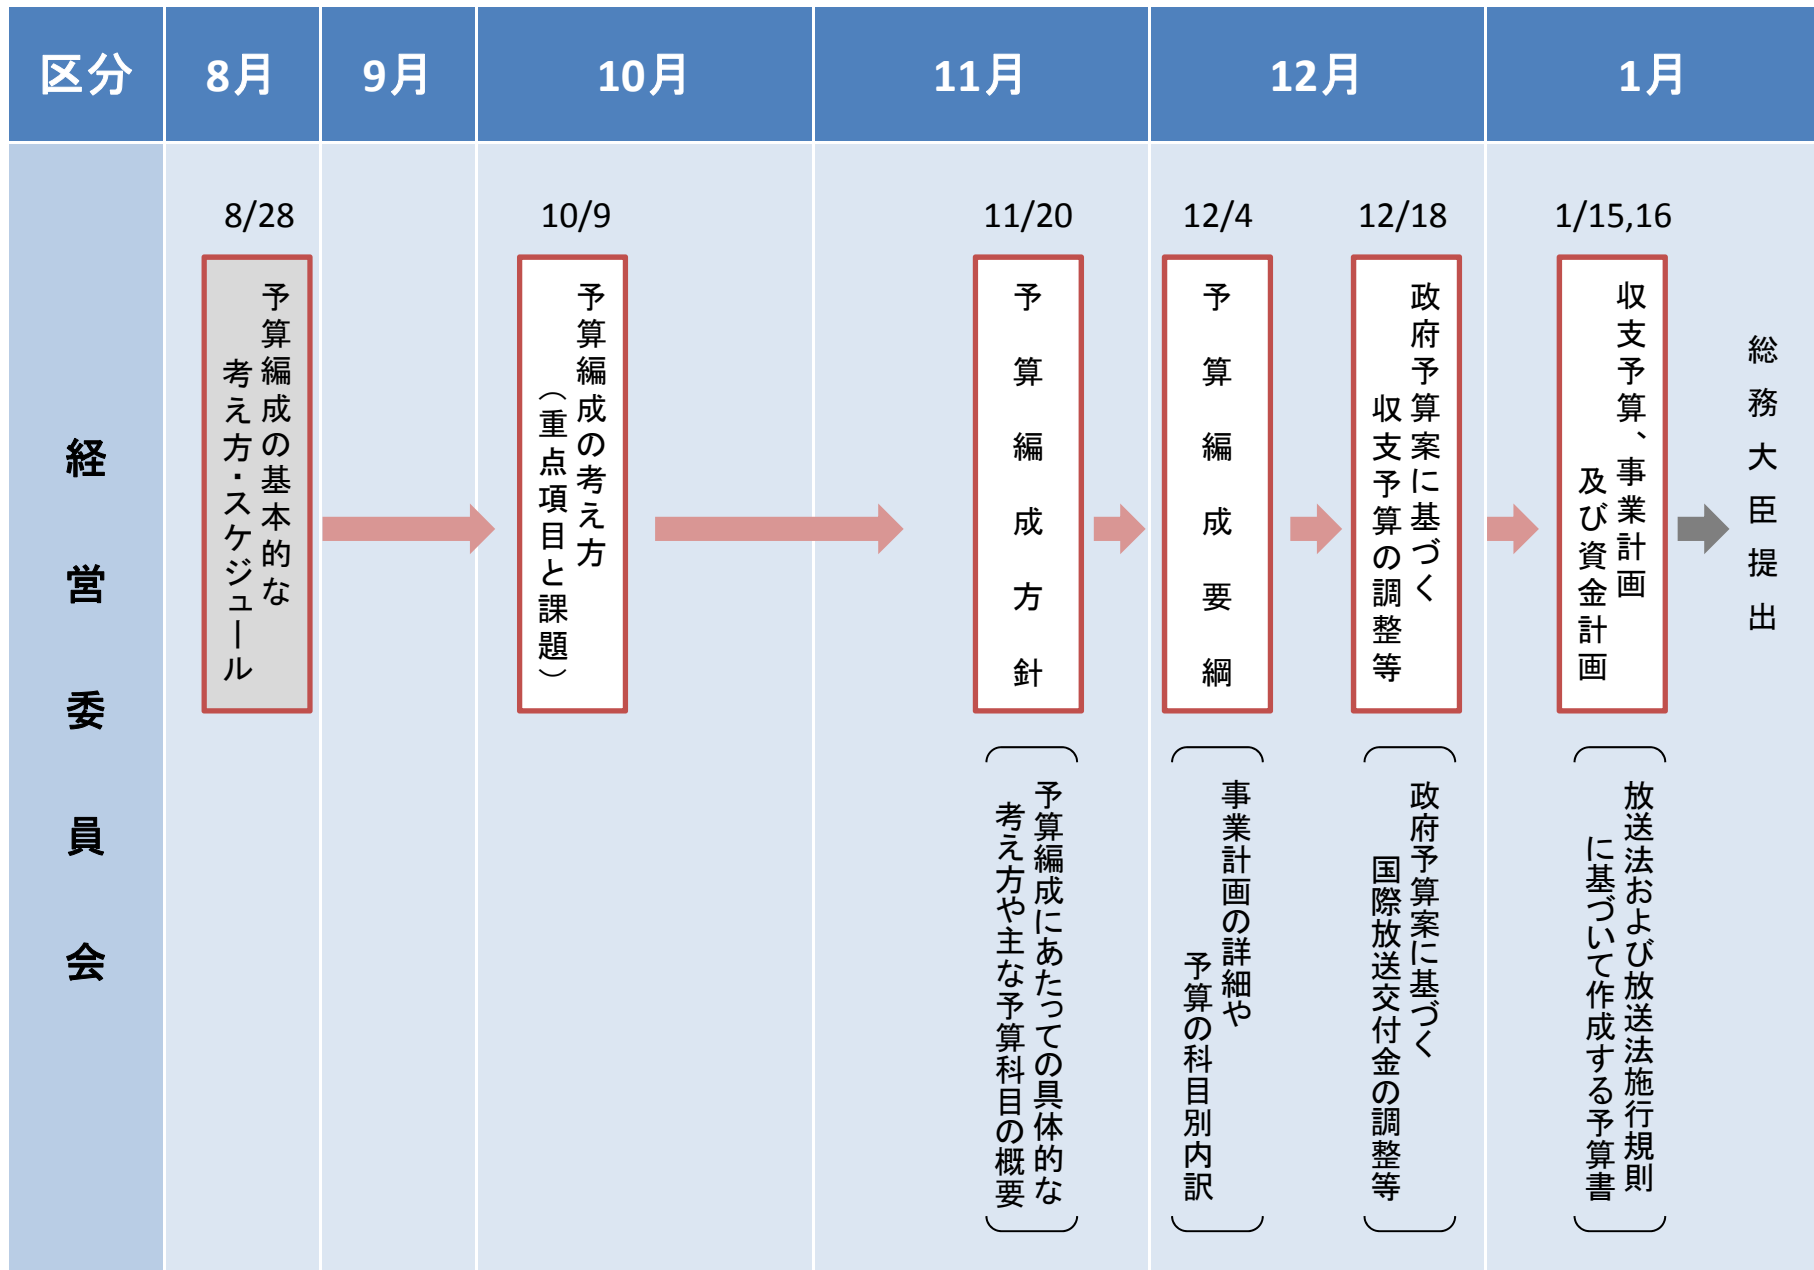 区分
8月
9月
10月
11月
12月
1月
経営委員会
8/28
予算編成の基本的な
考え方・スケジュール
10/9
予算編成の考え方
（重点項目と課題）
11/20
予算編成方針
12/4
予算編成要綱
12/18
政府予算案に基づく
収支予算の調整等
1/15,16
収支予算、事業計画
及び資金計画
総務大臣提出
予算編成にあたっての具体的な
考え方や主な予算科目の概要
事業計画の詳細や
予算の科目別内訳
政府予算案に基づく
国際放送交付金の調整等
放送法および放送法施行規則
に基づいて作成する予算書